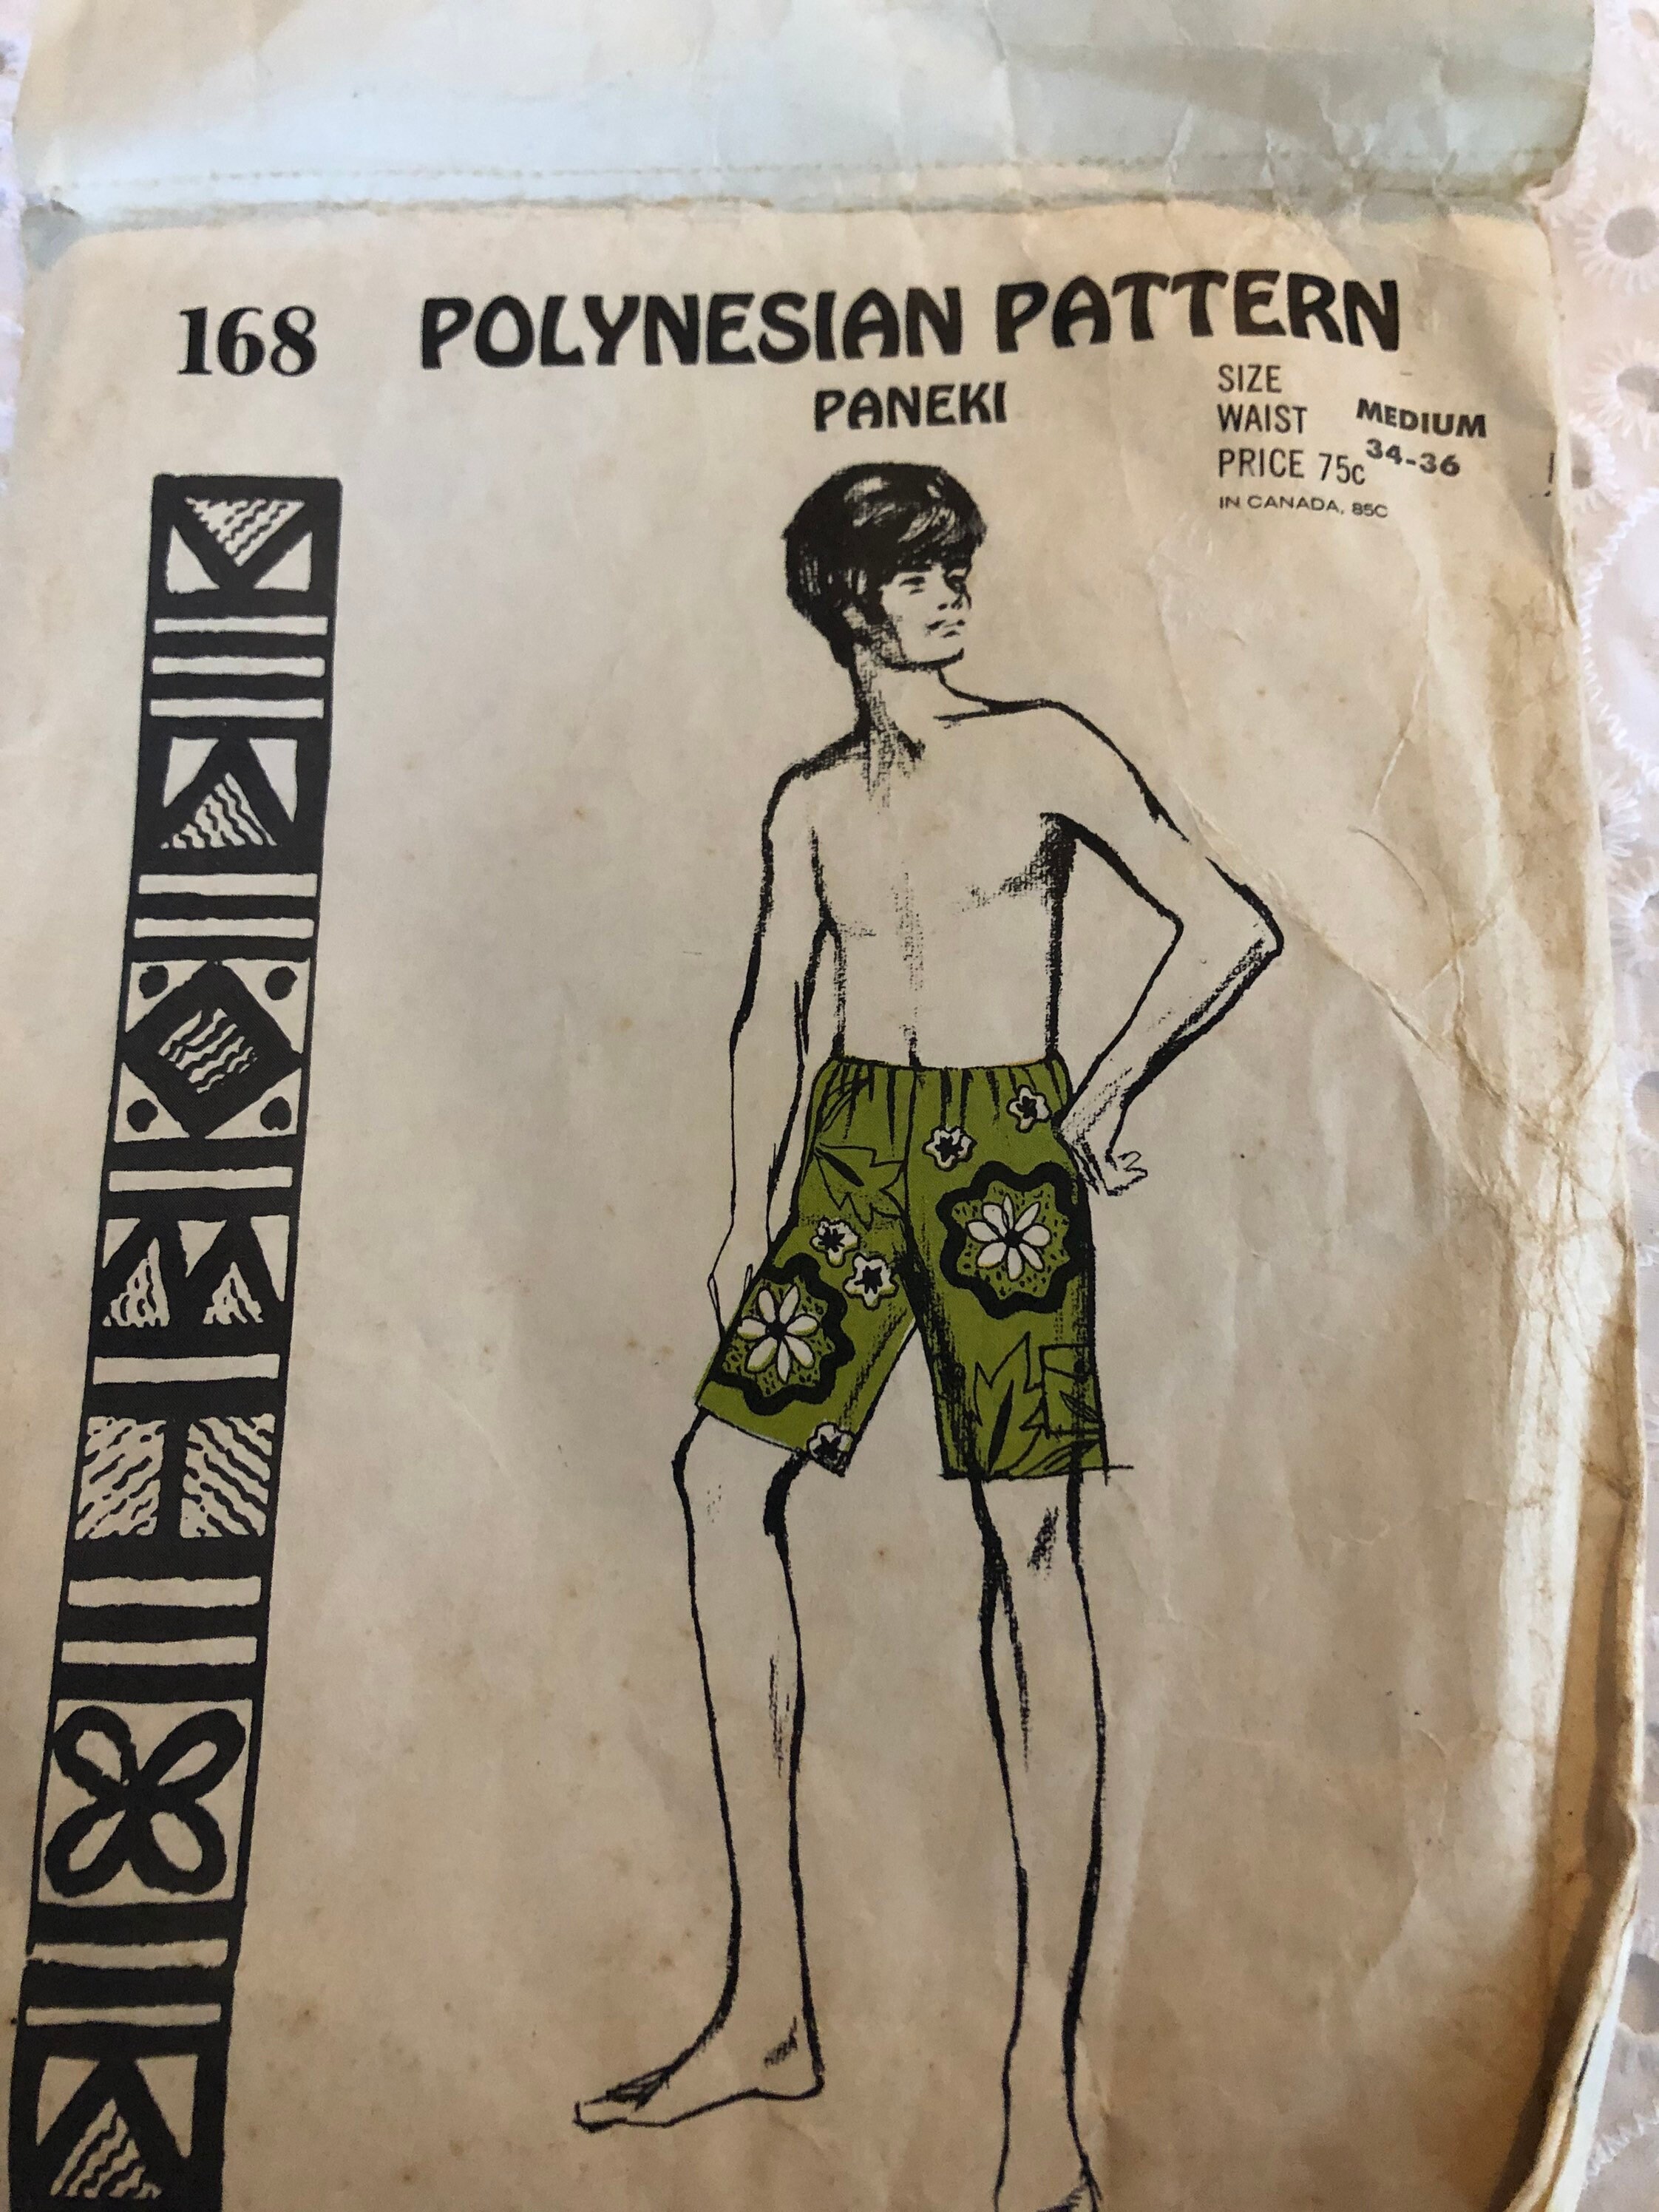 168 POLYNESIAN PATTERN
PANEKI
SIZE MEDIUM
WAIST 34-36
PRICE 75c
IN CANADA, 85C